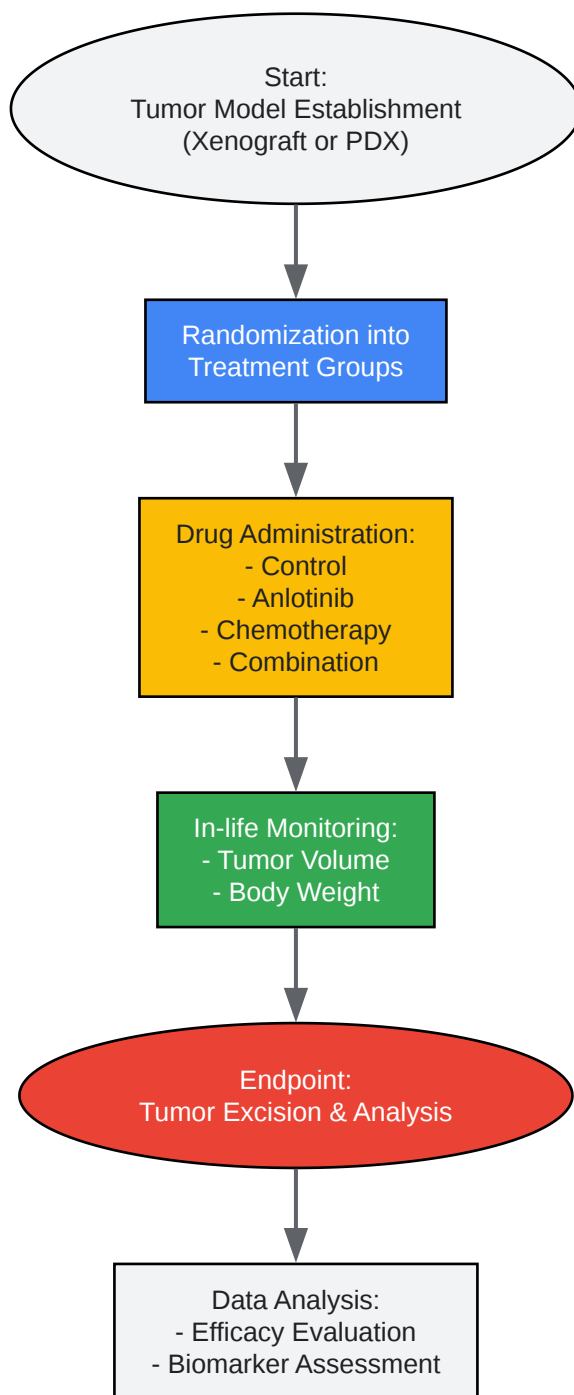 Start:
Tumor Model Establishment
(Xenograft or PDX)
Randomization into
Treatment Groups
Drug Administration:
- Control
- Anlotinib
- Chemotherapy
- Combination
In-life Monitoring:
- Tumor Volume
- Body Weight
Endpoint:
Tumor Excision & Analysis
Data Analysis:
- Efficacy Evaluation
- Biomarker Assessment